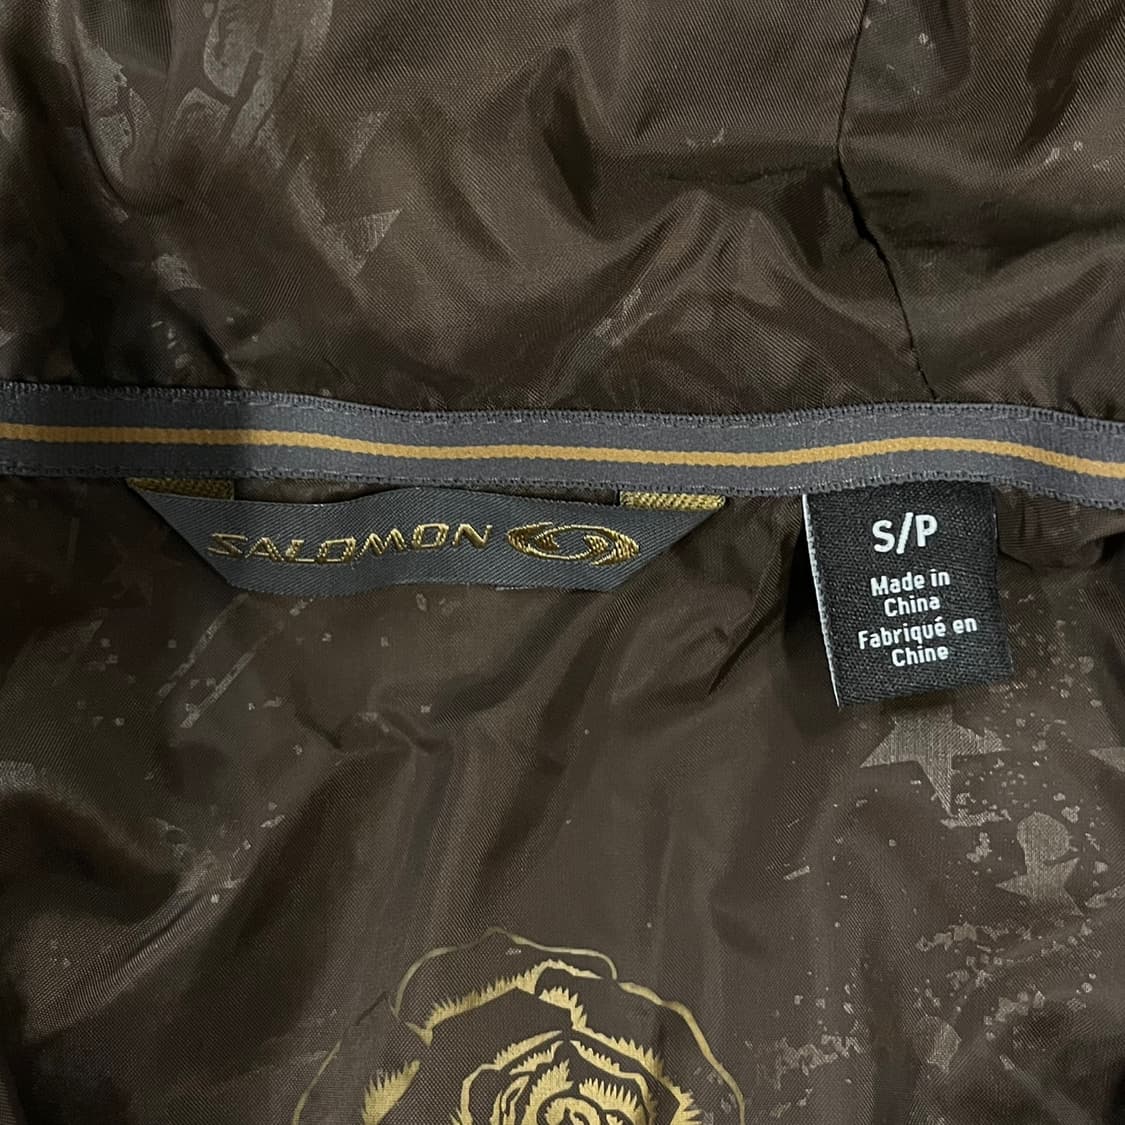 SALOMON
S/P
Made in
China
Fabriqué en
Chine